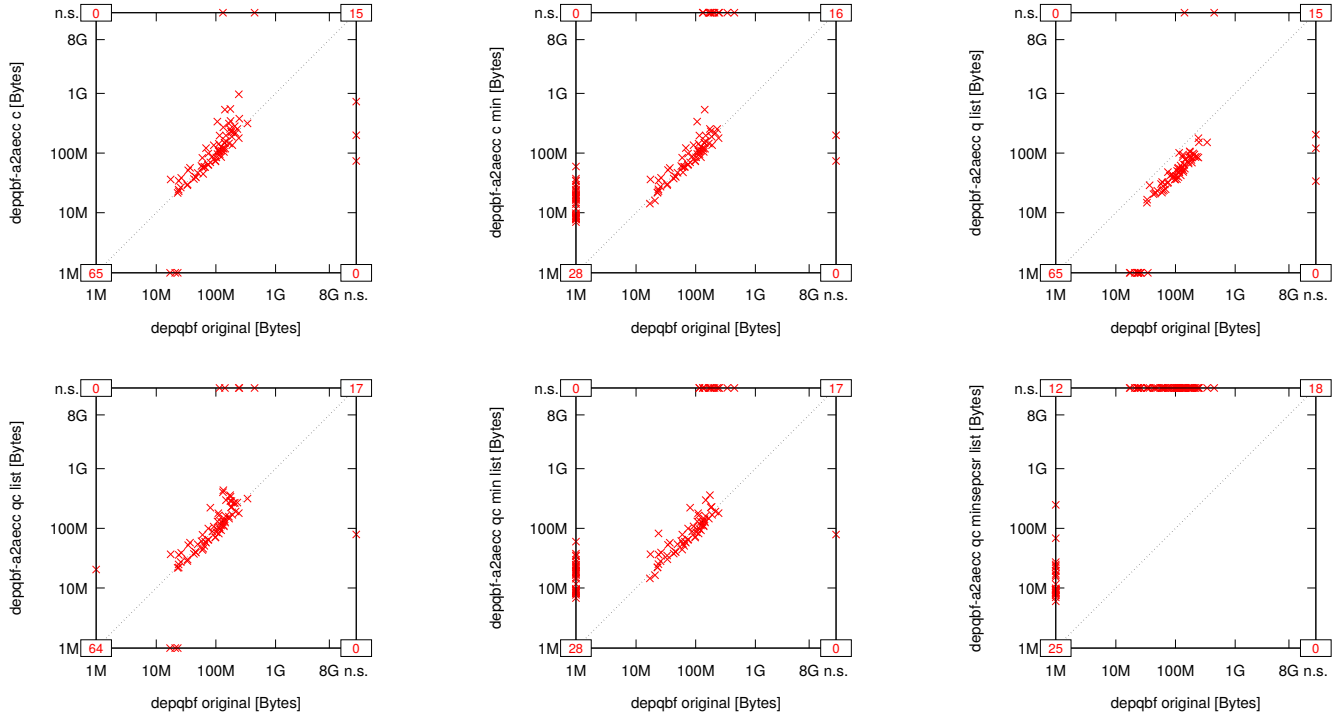 n.s. 0 15
8G
1G
100M
10M
1M 65 0
1M 10M 100M 1G 8G n.s.
depqbf original [Bytes]
depqbf-a2aecc c [Bytes]
n.s. 0 16
8G
1G
100M
10M
1M 28 0
1M 10M 100M 1G 8G n.s.
depqbf original [Bytes]
depqbf-a2aecc c min [Bytes]
n.s. 0 15
8G
1G
100M
10M
1M 65 0
1M 10M 100M 1G 8G n.s.
depqbf original [Bytes]
depqbf-a2aecc q list [Bytes]
n.s. 0 17
8G
1G
100M
10M
1M 64 0
1M 10M 100M 1G 8G n.s.
depqbf original [Bytes]
depqbf-a2aecc qc list [Bytes]
n.s. 0 17
8G
1G
100M
10M
1M 28 0
1M 10M 100M 1G 8G n.s.
depqbf original [Bytes]
depqbf-a2aecc qc min list [Bytes]
n.s. 12 18
8G
1G
100M
10M
1M 25 0
1M 10M 100M 1G 8G n.s.
depqbf original [Bytes]
depqbf-a2aecc qc minsepcsr list [Bytes]